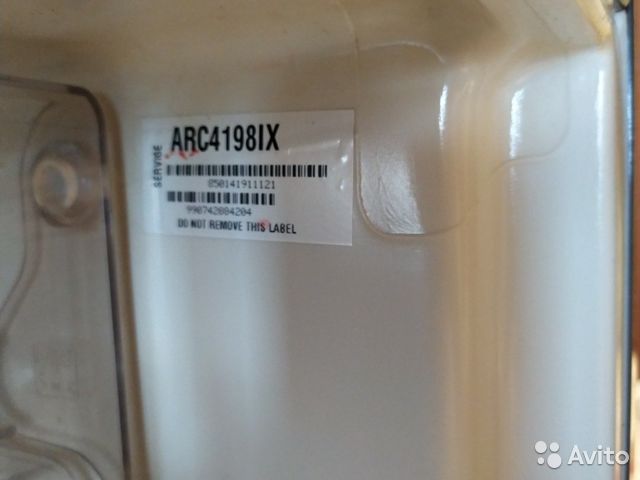 SERVICE
ARC4198IX
850141911121
990742884204
DO NOT REMOVE THIS LABEL
Avito